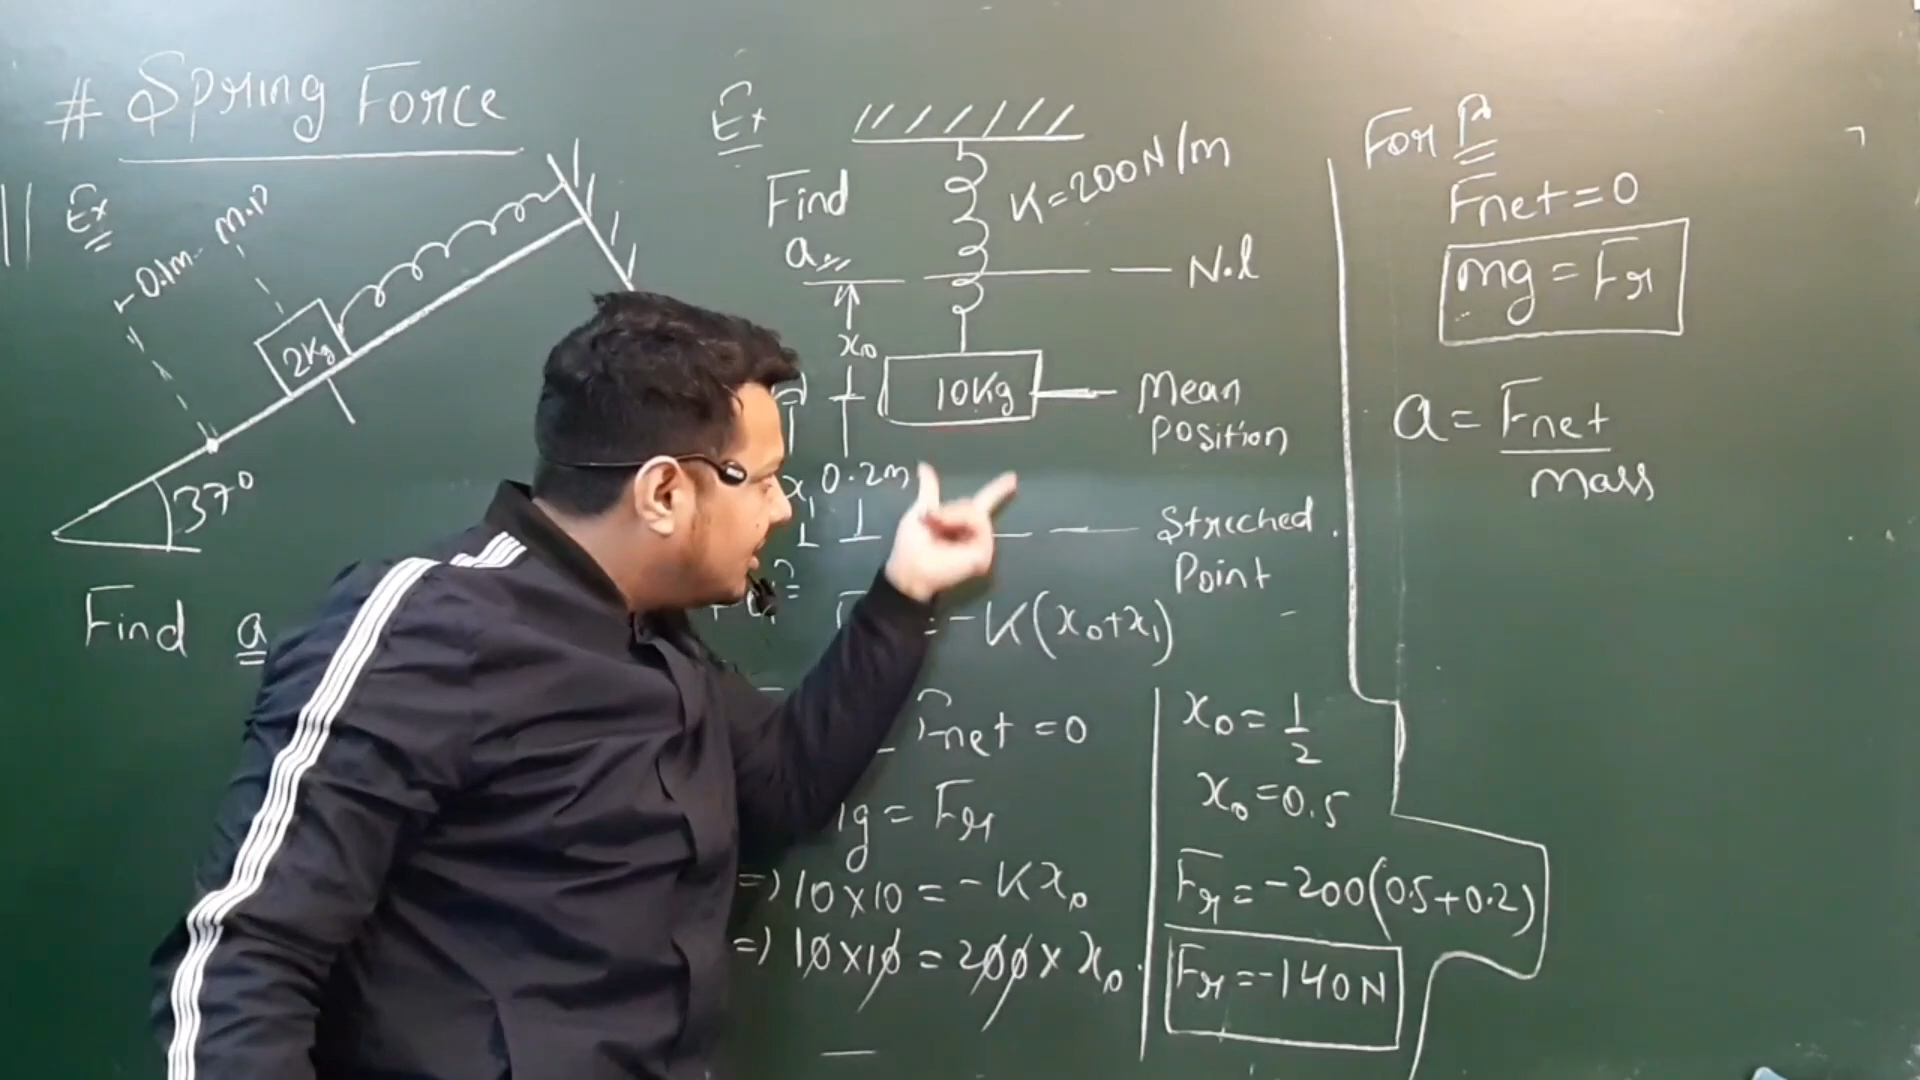 # Spring Force
Ex
0.1m
m.p
2Kg
37°
Find a
Ex
Find
a
K=200N/m
N.l
x₀
10Kg
Mean
Position
x₁ 0.2m
Streched
Point
=-K(x₀+x₁)
Fnet =0
g = Fr
=) 10×10 = -Kx₀
=) 10×10 = 200× x₀
x₀ = 1/2
x₀ =0.5
Fr =-200(0.5+0.2)
Fr =-140N
For P
Fnet=0
mg = Fr
a = Fnet
mass